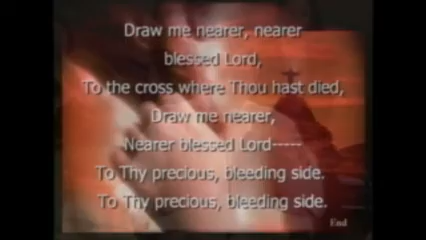 Draw me nearer, nearer
blessed Lord,
To the cross where Thou hast died,
Draw me nearer,
Nearer blessed Lord-----
To Thy precious, bleeding side.
To Thy precious, bleeding side.
End